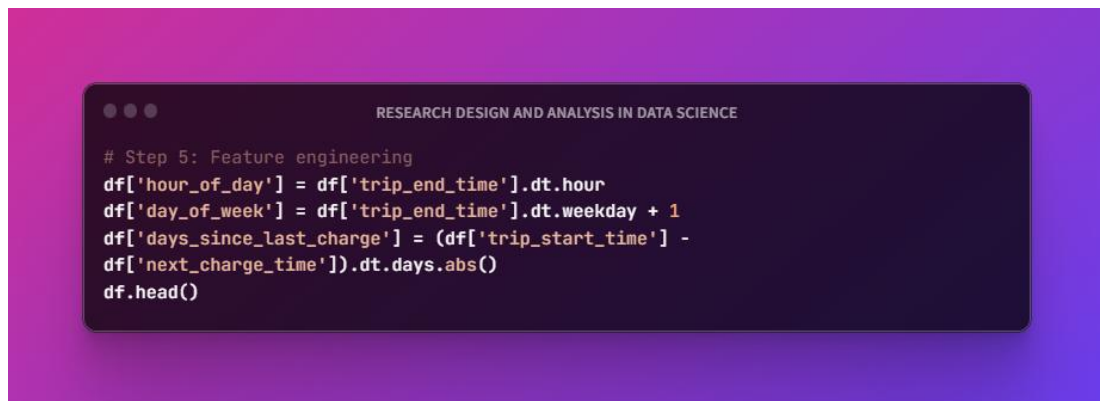 RESEARCH DESIGN AND ANALYSIS IN DATA SCIENCE
# Step 5: Feature engineering
df['hour_of_day'] = df['trip_end_time'].dt.hour
df['day_of_week'] = df['trip_end_time'].dt.weekday + 1
df['days_since_last_charge'] = (df['trip_start_time'] -
df['next_charge_time']).dt.days.abs()
df.head()